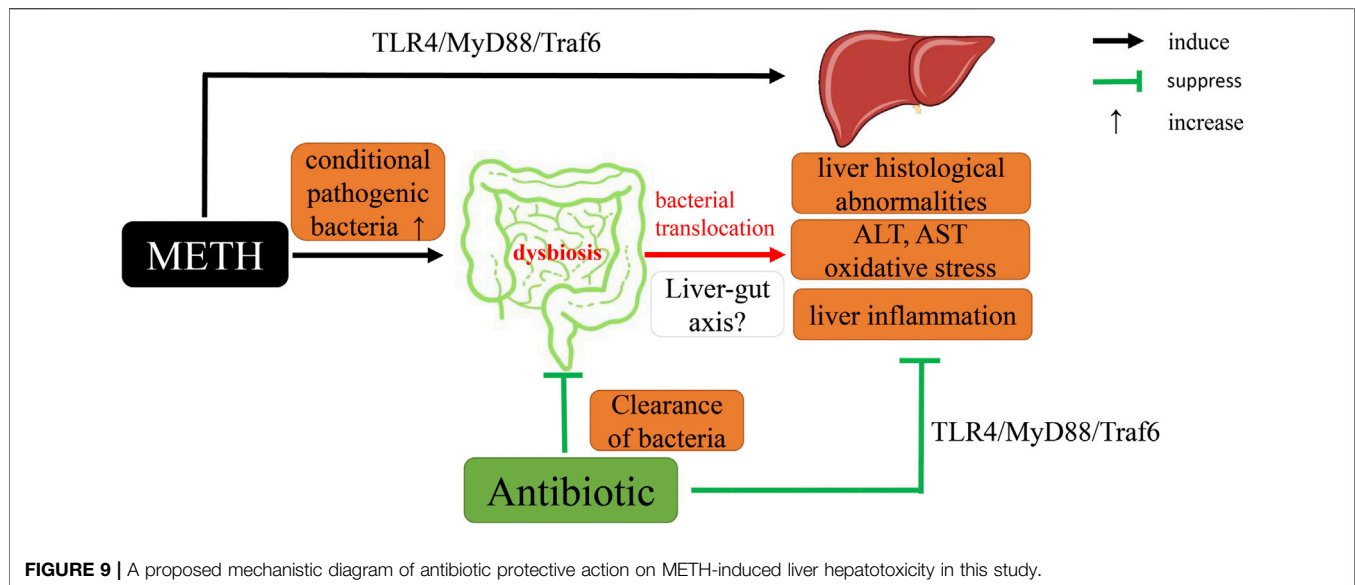 TLR4/MyD88/Traf6
induce
suppress
↑ increase
conditional
pathogenic
bacteria ↑
METH
dysbiosis
bacterial
translocation
Liver-gut
axis?
liver histological
abnormalities
ALT, AST
oxidative stress
liver inflammation
Clearance
of bacteria
Antibiotic
TLR4/MyD88/Traf6
FIGURE 9 | A proposed mechanistic diagram of antibiotic protective action on METH-induced liver hepatotoxicity in this study.